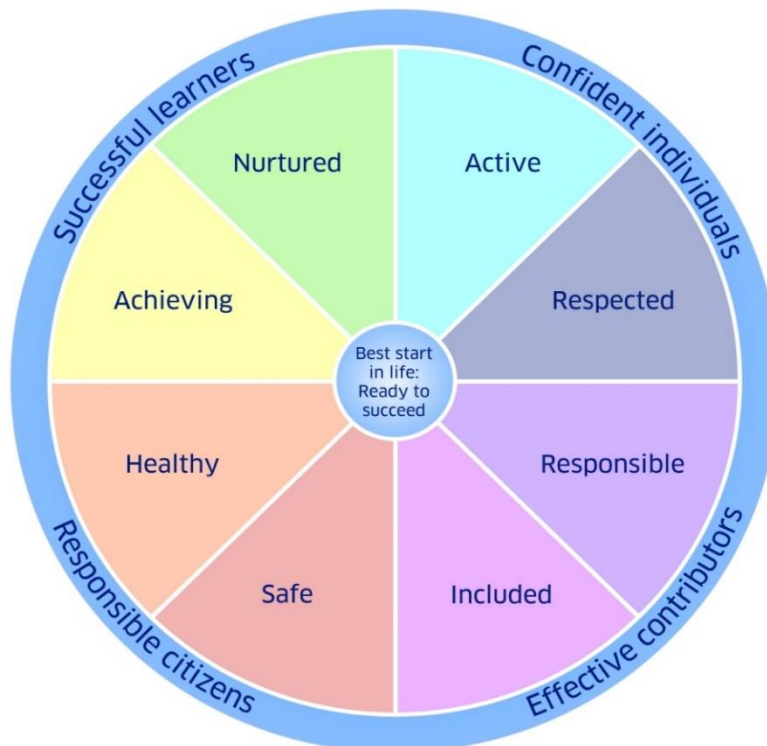 Successful learners
Confident individuals
Nurtured
Active
Achieving
Respected
Best start
in life:
Ready to
succeed
Healthy
Responsible
Safe
Included
Responsible citizens
Effective contributors